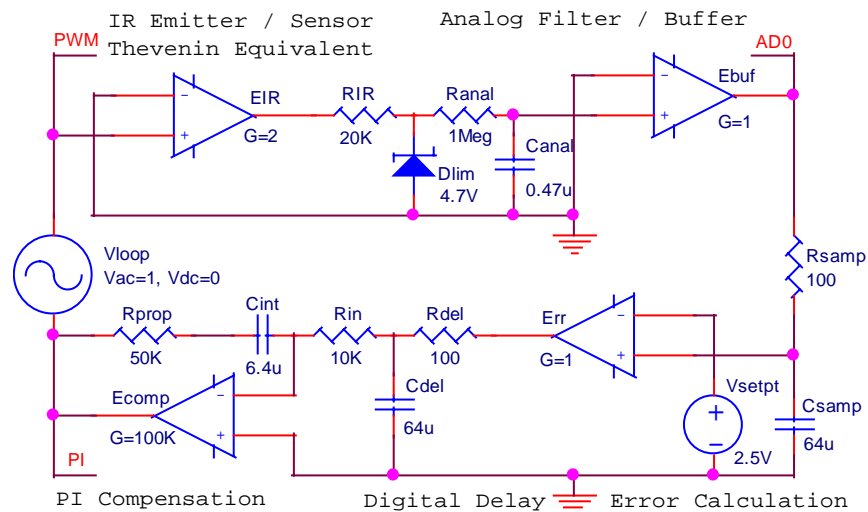 IR Emitter / Sensor
Analog Filter / Buffer
PWM
Thevenin Equivalent
AD0
EIR
RIR
Ranal
Ebuf
G=2
20K
1Meg
G=1
Canal
Dlim
4.7V
0.47u
Vloop
Vac=1, Vdc=0
Rsamp
100
Rprop
Cint
Rin
Rdel
Err
50K
6.4u
10K
100
G=1
Ecomp
Cdel
Vsetpt
Csamp
G=100K
64u
64u
PI
2.5V
PI Compensation
Digital Delay
Error Calculation